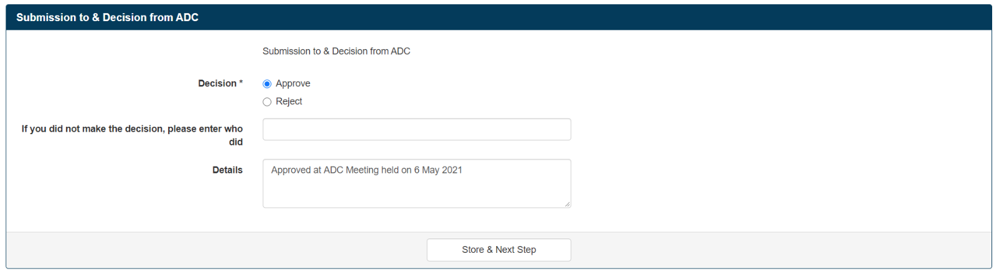 Submission to & Decision from ADC
Submission to & Decision from ADC
Decision *
Approve
Reject
If you did not make the decision, please enter who
did
Details
Approved at ADC Meeting held on 6 May 2021
Store & Next Step